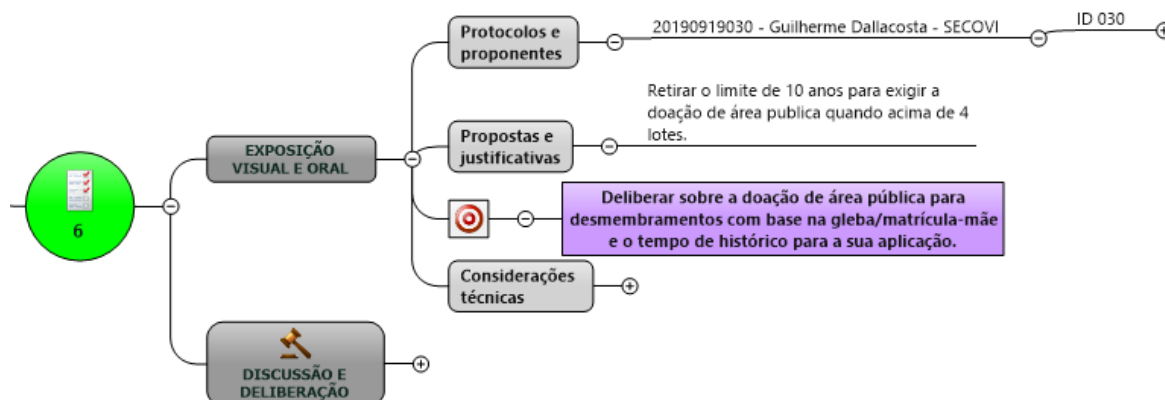 Protocolos e
proponentes
20190919030 - Guilherme Dallacosta - SECOVI
ID 030
Retirar o limite de 10 anos para exigir a
doação de área publica quando acima de 4
lotes.
Propostas e
justificativas
EXPOSIÇÃO
VISUAL E ORAL
6
Deliberar sobre a doação de área pública para
desmembramentos com base na gleba/matrícula-mãe
e o tempo de histórico para a sua aplicação.
Considerações
técnicas
DISCUSSÃO E
DELIBERAÇÃO